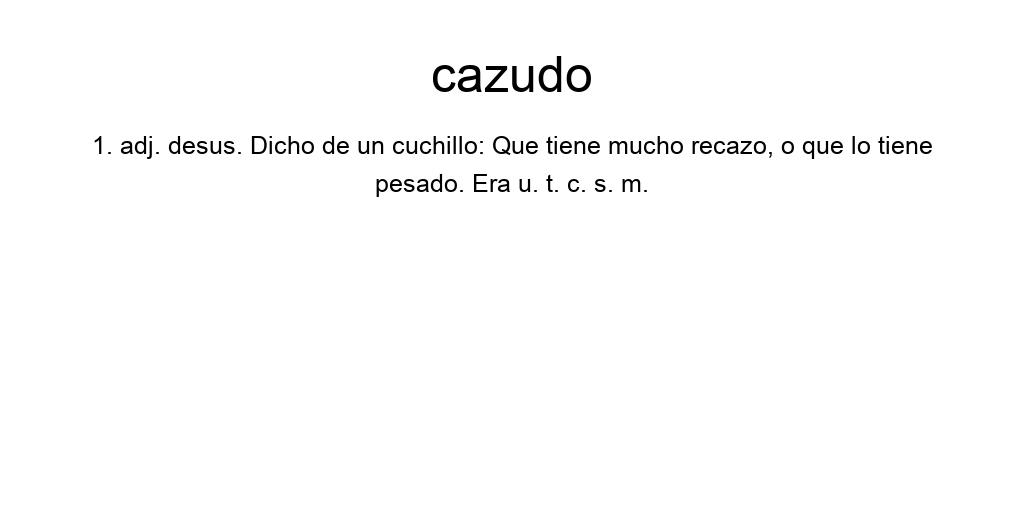 cazudo
1. adj. desus. Dicho de un cuchillo: Que tiene mucho recazo, o que lo tiene
pesado. Era u. t. c. s. m.